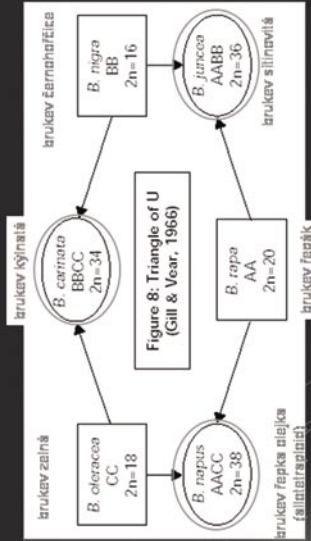 brukev kýlnatá
brukev zelná
brukev černohořčice
B. oleracea
CC
2n=18
B. carinata
BBCC
2n=34
B. nigra
BB
2n=16
Figure 8: Triangle of U
(Gill & Vear, 1966)
B. napus
AACC
2n=38
B. rapa
AA
2n=20
B. juncea
AABB
2n=36
brukev řepka olejka
(allotetraploid)
brukev řepák
brukev sítinovitá